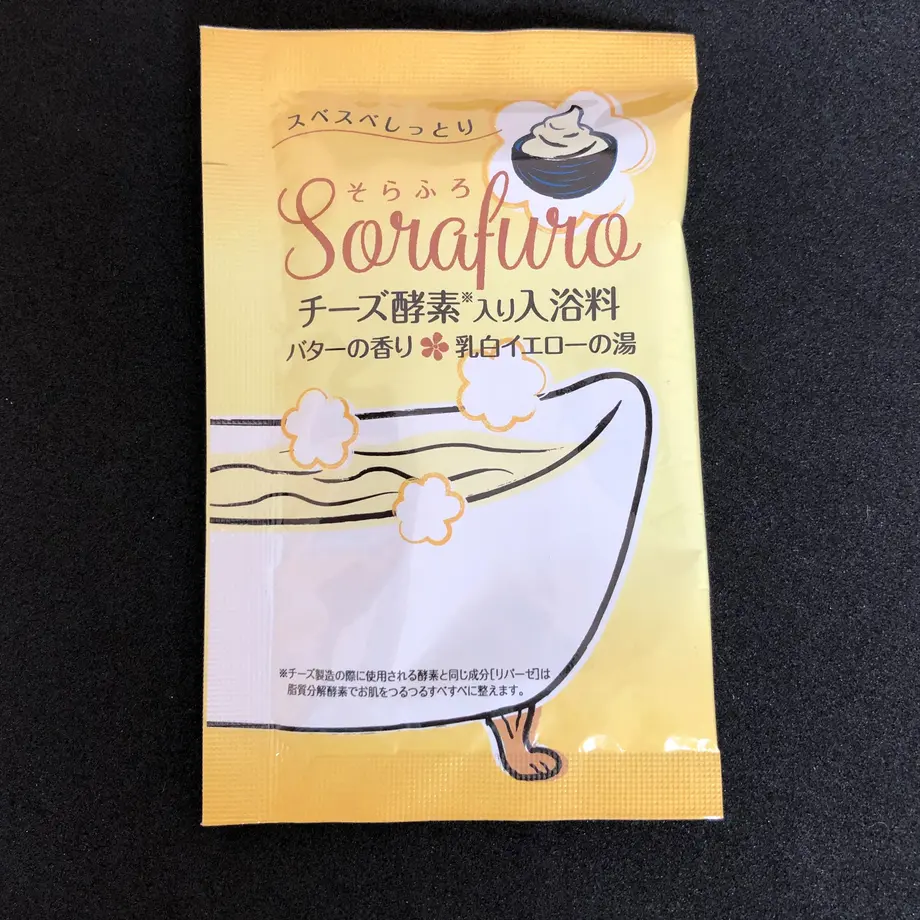 スベスベしっとり
そらふろ
Sorafuro
チーズ酵素※入り入浴料
バターの香り 乳白イエローの湯
※チーズ製造の際に使用される酵素と同じ成分[リパーゼ]は
脂質分解酵素でお肌をつるつるすべすべに整えます。